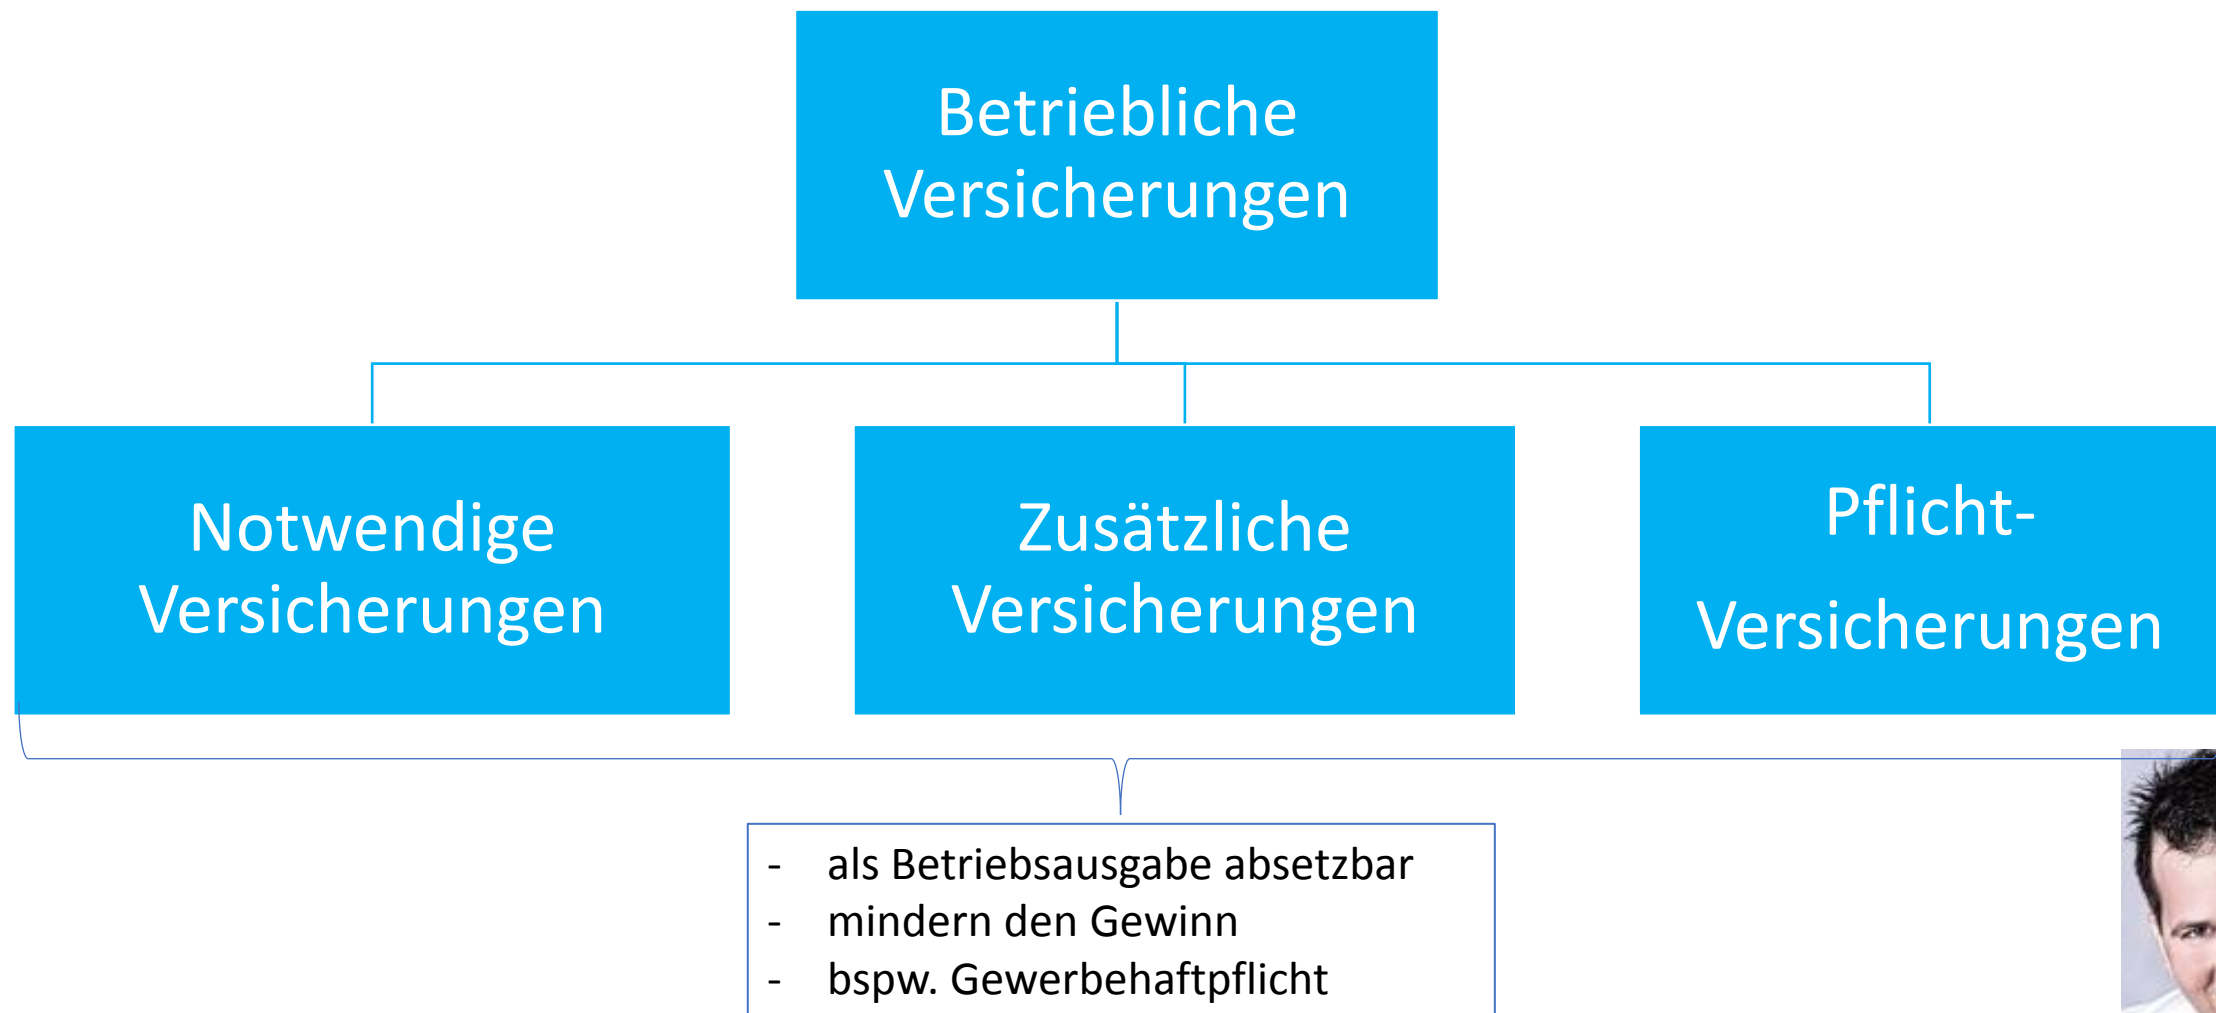 Betriebliche
Versicherungen
Notwendige
Versicherungen
Zusätzliche
Versicherungen
Pflicht-
Versicherungen
- als Betriebsausgabe absetzbar
- mindern den Gewinn
- bspw. Gewerbehaftpflicht